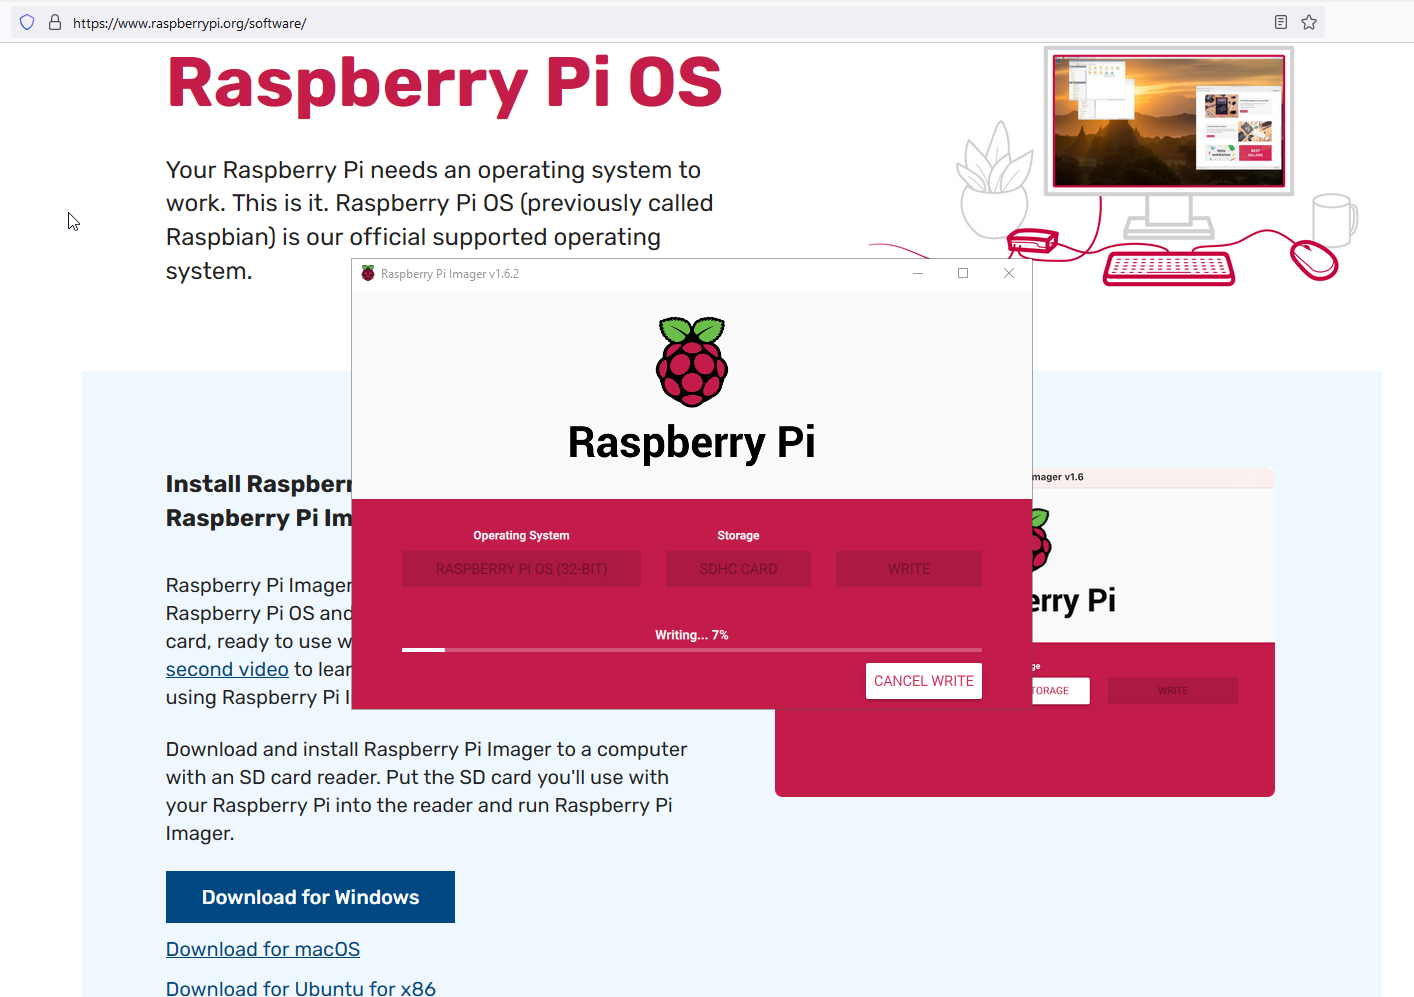 https://www.raspberrypi.org/software/
Raspberry Pi OS
Your Raspberry Pi needs an operating system to
work. This is it. Raspberry Pi OS (previously called
Raspbian) is our official supported operating
system.
Raspberry Pi Imager v1.6.2
Raspberry Pi
Operating System
Storage
RASPBERRY PI OS (32-BIT)
SDHC CARD
WRITE
Writing... 7%
CANCEL WRITE
Install Raspberr
Raspberry Pi Im
Raspberry Pi Imager
Raspberry Pi OS and
card, ready to use w
second video to lear
using Raspberry Pi I
mager v1.6
erry Pi
ge
TORAGE
WRITE
Download and install Raspberry Pi Imager to a computer
with an SD card reader. Put the SD card you'll use with
your Raspberry Pi into the reader and run Raspberry Pi
Imager.
Download for Windows
Download for macOS
Download for Ubuntu for x86